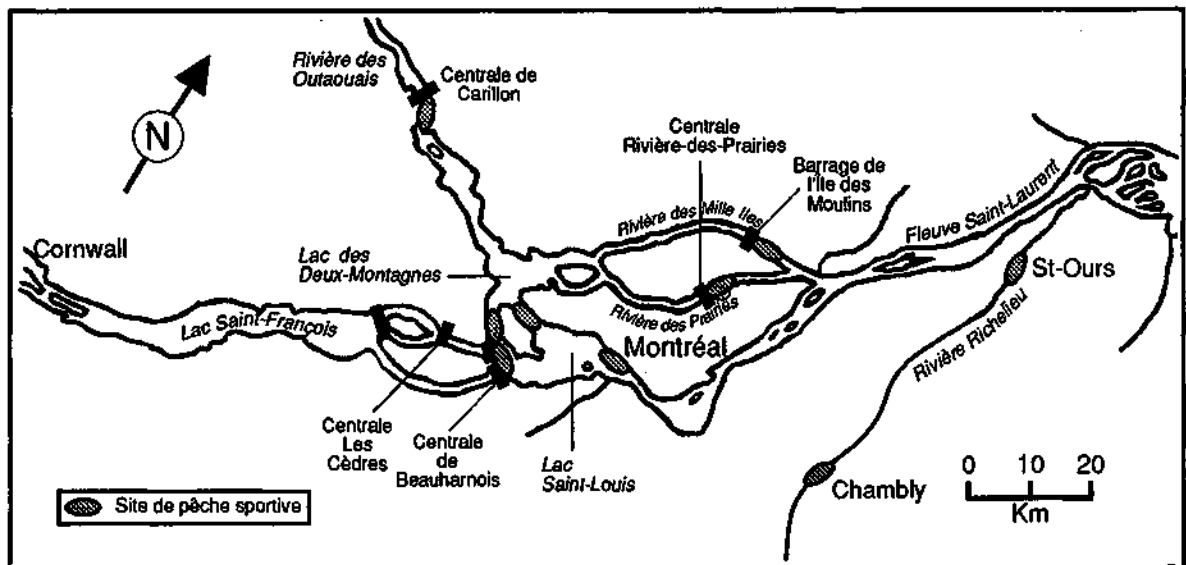 Rivière des
Outaouais
Centrale de
Carillon
N
Centrale
Rivière-des-Prairies
Barrage de
l'Ile des
Moulins
Rivière des Mille Iles
Fleuve Saint-Laurent
Cornwall
Lac des
Deux-Montagnes
St-Ours
Lac Saint-François
Rivière des Prairies
Montréal
Rivière Richelieu
Centrale
Les
Cèdres
Centrale
de
Beauharnois
Lac
Saint-Louis
Chambly
0 10 20
Km
Site de pêche sportive